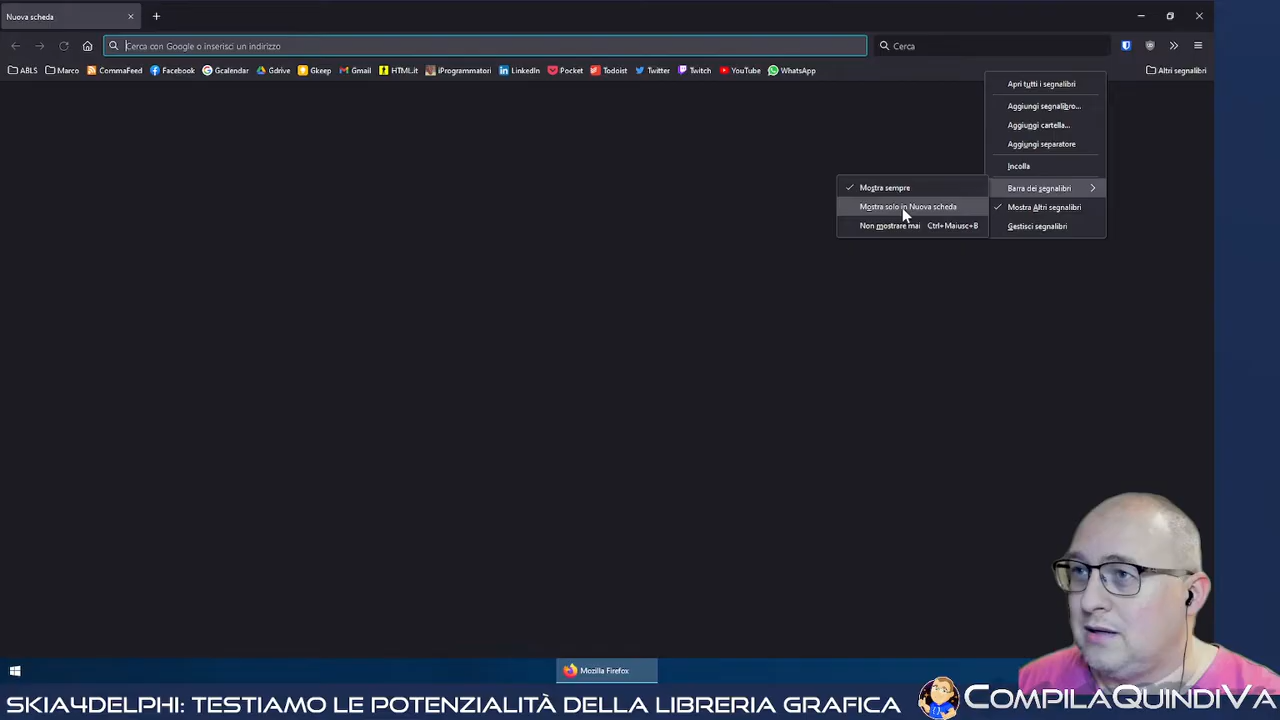 Nuova scheda
Cerca con Google o inserisci un indirizzo
Cerca
ABLS Marco CommaFeed Facebook Gcalendar Gdrive Gkeep Gmail HTML.it iProgrammatori LinkedIn Pocket Todoist Twitter Twitch YouTube WhatsApp Altri segnalibri
Apri tutti i segnalibri
Aggiungi segnalibro...
Aggiungi cartella...
Aggiungi separatore
Incolla
Barra dei segnalibri
Mostra Altri segnalibri
Gestisci segnalibri
Mostra sempre
Mostra solo in Nuova scheda
Non mostrare mai Ctrl+Maiusc+B
Mozilla Firefox
SKIA4DELPHI: TESTIAMO LE POTENZIALITÀ DELLA LIBRERIA GRAFICA
COMPILAQUINDIVA